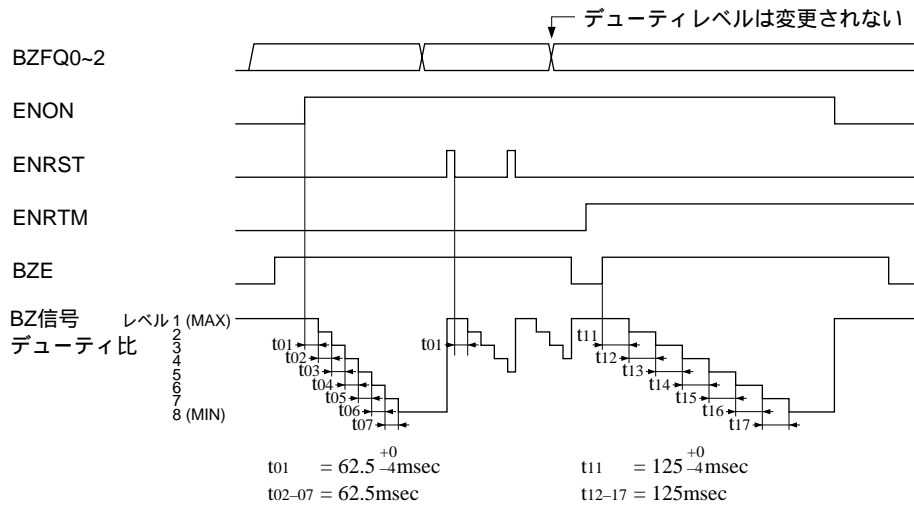 デューティレベルは変更されない
BZFQ0~2
ENON
ENRST
ENRTM
BZE
BZ信号 レベル 1 (MAX)
デューティ比
2
3
4
5
6
7
8 (MIN)
t01
t02
t03
t04
t05
t06
t07
t01
t11
t12
t13
t14
t15
t16
t17
t01 = 62.5 +0 –4 msec
t02–07 = 62.5msec
t11 = 125 +0 –4 msec
t12–17 = 125msec